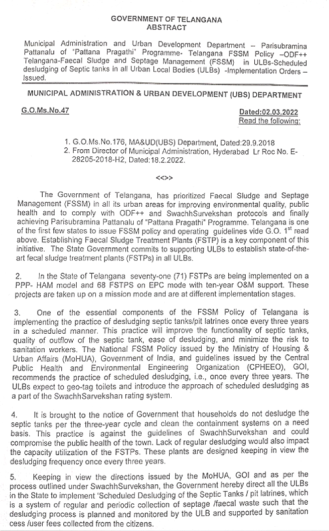 GOVERNMENT OF TELANGANA
ABSTRACT
Municipal Administration and Urban Development Department – Parisubramina
Pattanalu of "Pattana Pragathi" Programme- Telangana FSSM Policy –ODF++
Telangana-Faecal Sludge and Septage Management (FSSM) in ULBs-Scheduled
desludging of Septic tanks in all Urban Local Bodies (ULBs) -Implementation Orders –
Issued.
MUNICIPAL ADMINISTRATION & URBAN DEVELOPMENT (UBS) DEPARTMENT
G.O.Ms.No.47 Dated:02.03.2022
Read the following:
1. G.O.Ms.No.176, MA&UD(UBS) Department, Dated:29.9.2018
2. From Director of Municipal Administration, Hyderabad Lr Roc No. E-
28205-2018-H2, Dated:18.2.2022.
<<>>
The Government of Telangana, has prioritized Faecal Sludge and Septage
Management (FSSM) in all its urban areas for improving environmental quality, public
health and to comply with ODF++ and SwachhSurvekshan protocols and finally
achieving Parisubramina Pattanalu of "Pattana Pragathi" Programme. Telangana is one
of the first few states to issue FSSM policy and operating guidelines vide G.O. 1st read
above. Establishing Faecal Sludge Treatment Plants (FSTP) is a key component of this
initiative. The State Government commits to supporting ULBs to establish state-of-the-
art fecal sludge treatment plants (FSTPs) in all ULBs.
2. In the State of Telangana seventy-one (71) FSTPs are being implemented on a
PPP- HAM model and 68 FSTPS on EPC mode with ten-year O&M support. These
projects are taken up on a mission mode and are at different implementation stages.
3. One of the essential components of the FSSM Policy of Telangana is
implementing the practice of desludging septic tanks/pit latrines once every three years
in a scheduled manner. This practice will improve the functionality of septic tanks,
quality of outflow of the septic tank, ease of desludging, and minimize the risk to
sanitation workers. The National FSSM Policy issued by the Ministry of Housing &
Urban Affairs (MoHUA), Government of India, and guidelines issued by the Central
Public Health and Environmental Engineering Organization (CPHEEO), GOI,
recommends the practice of scheduled desludging, i.e., once every three years. The
ULBs expect to geo-tag toilets and introduce the approach of scheduled desludging as
a part of the SwachhSarvekshan rating system.
4. It is brought to the notice of Government that households do not desludge the
septic tanks per the three-year cycle and clean the containment systems on a need
basis. This practice is against the guidelines of SwachhSurvekshan and could
compromise the public health of the town. Lack of regular desludging would also impact
the capacity utilization of the FSTPs. These plants are designed keeping in view the
desludging frequency once every three years.
5. Keeping in view the directions issued by the MoHUA, GOI and as per the
process outlined under SwachhSurvekshan, the Government hereby direct all the ULBs
in the State to implement 'Scheduled Desludging of the Septic Tanks / pit latrines, which
is a system of regular and periodic collection of septage /faecal waste such that the
desludging process is planned and monitored by the ULB and supported by sanitation
cess /user fees collected from the citizens.